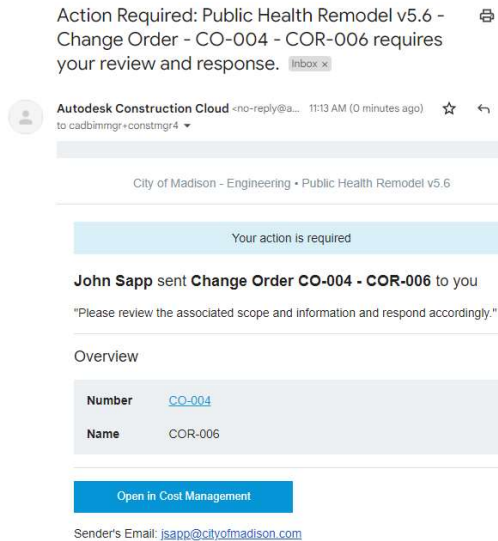 Action Required: Public Health Remodel v5.6 -
Change Order - CO-004 - COR-006 requires
your review and response. Inbox x
Autodesk Construction Cloud <no-reply@a... 11:13 AM (0 minutes ago)
to cadbimmgr+constmgr4
City of Madison - Engineering • Public Health Remodel v5.6
Your action is required
John Sapp sent Change Order CO-004 - COR-006 to you
"Please review the associated scope and information and respond accordingly."
Overview
Number CO-004
Name COR-006
Open in Cost Management
Sender's Email: jsapp@cityofmadison.com